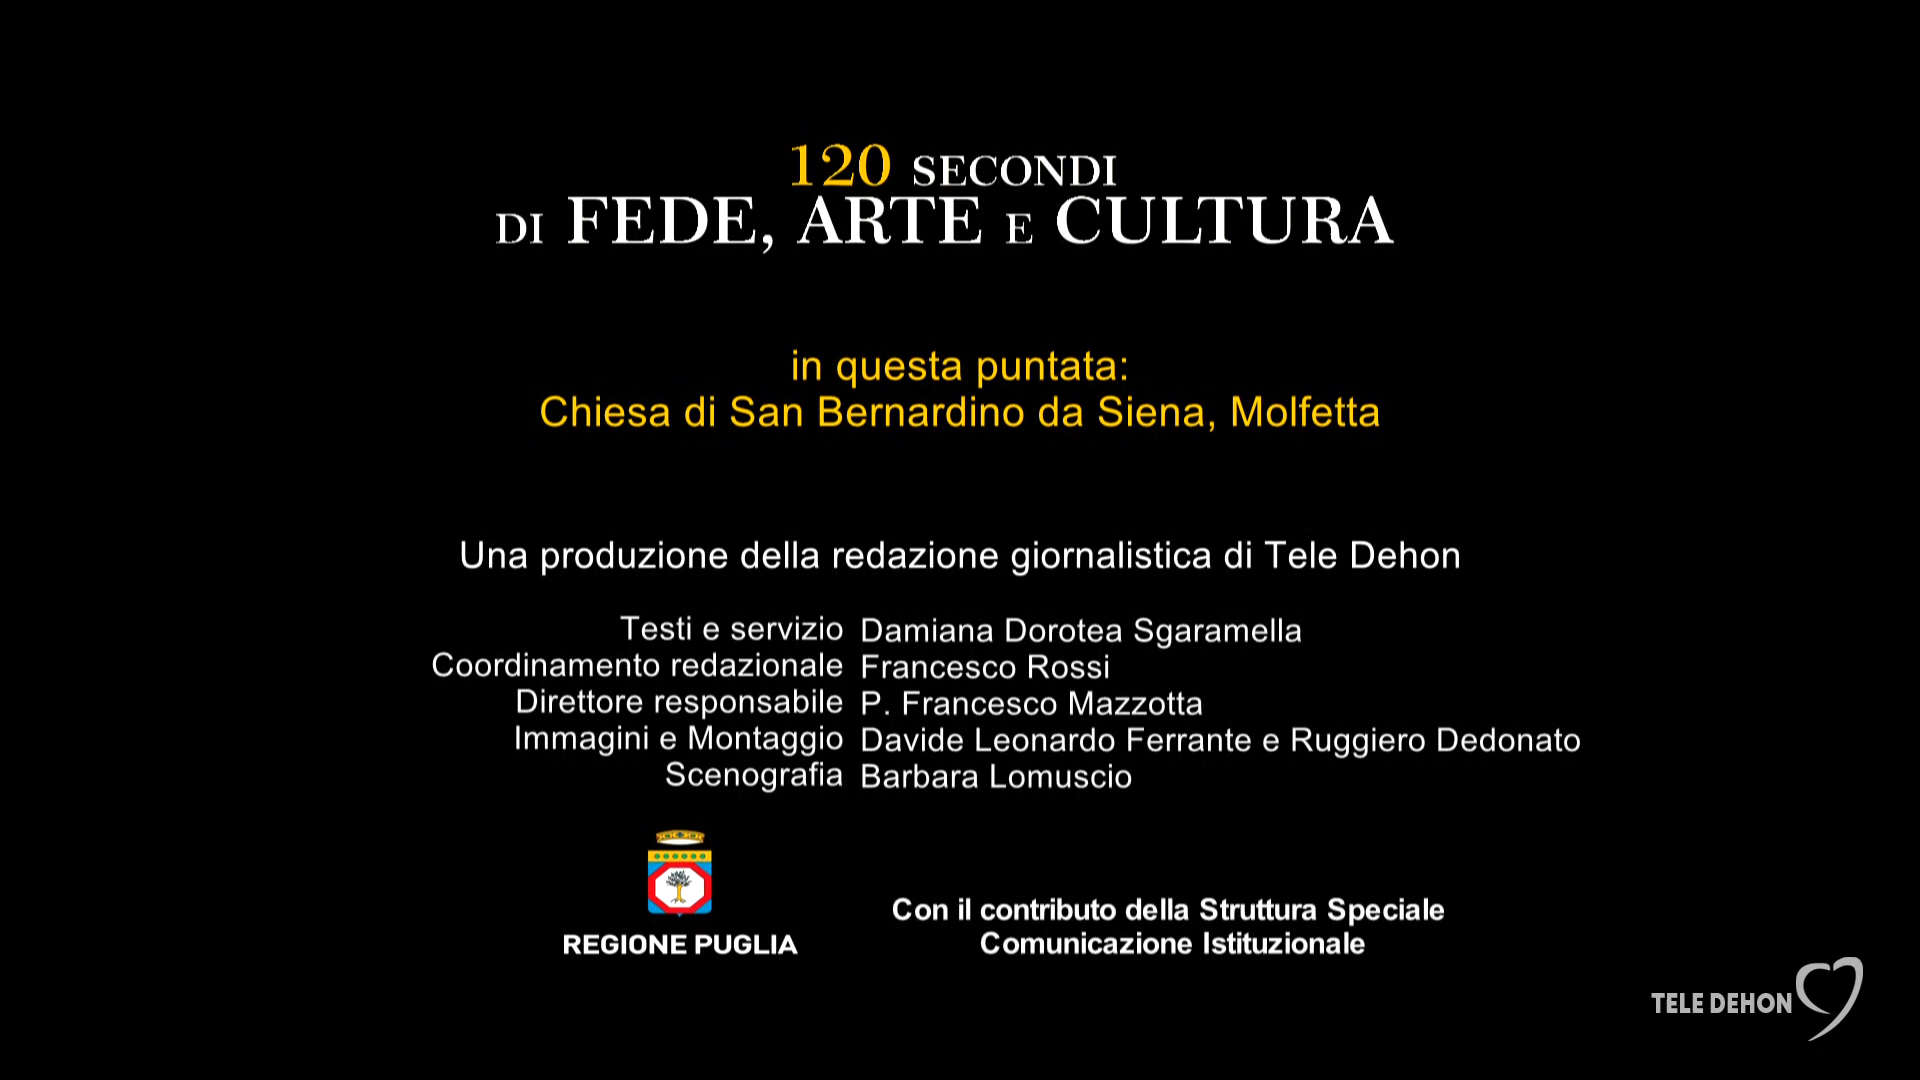 120 SECONDI
DI FEDE, ARTE E CULTURA
in questa puntata:
Chiesa di San Bernardino da Siena, Molfetta
Una produzione della redazione giornalistica di Tele Dehon
Testi e servizio Damiana Dorotea Sgaramella
Coordinamento redazionale Francesco Rossi
Direttore responsabile P. Francesco Mazzotta
Immagini e Montaggio Davide Leonardo Ferrante e Ruggiero Dedonato
Scenografia Barbara Lomuscio
REGIONE PUGLIA
Con il contributo della Struttura Speciale
Comunicazione Istituzionale
TELE DEHON